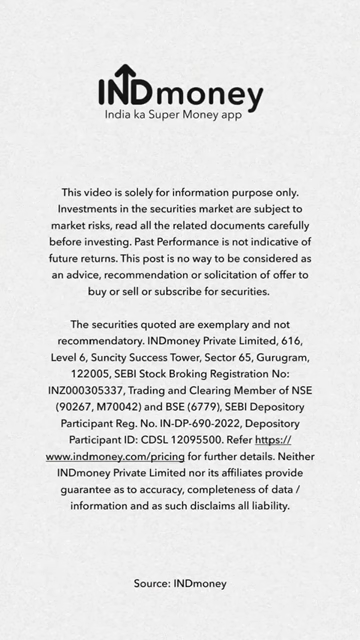 INDmoney
India ka Super Money app
This video is solely for information purpose only.
Investments in the securities market are subject to
market risks, read all the related documents carefully
before investing. Past Performance is not indicative of
future returns. This post is no way to be considered as
an advice, recommendation or solicitation of offer to
buy or sell or subscribe for securities.
The securities quoted are exemplary and not
recommendatory. INDmoney Private Limited, 616,
Level 6, Suncity Success Tower, Sector 65, Gurugram,
122005, SEBI Stock Broking Registration No:
INZ000305337, Trading and Clearing Member of NSE
(90267, M70042) and BSE (6779), SEBI Depository
Participant Reg. No. IN-DP-690-2022, Depository
Participant ID: CDSL 12095500. Refer https://
www.indmoney.com/pricing for further details. Neither
INDmoney Private Limited nor its affiliates provide
guarantee as to accuracy, completeness of data /
information and as such disclaims all liability.
Source: INDmoney